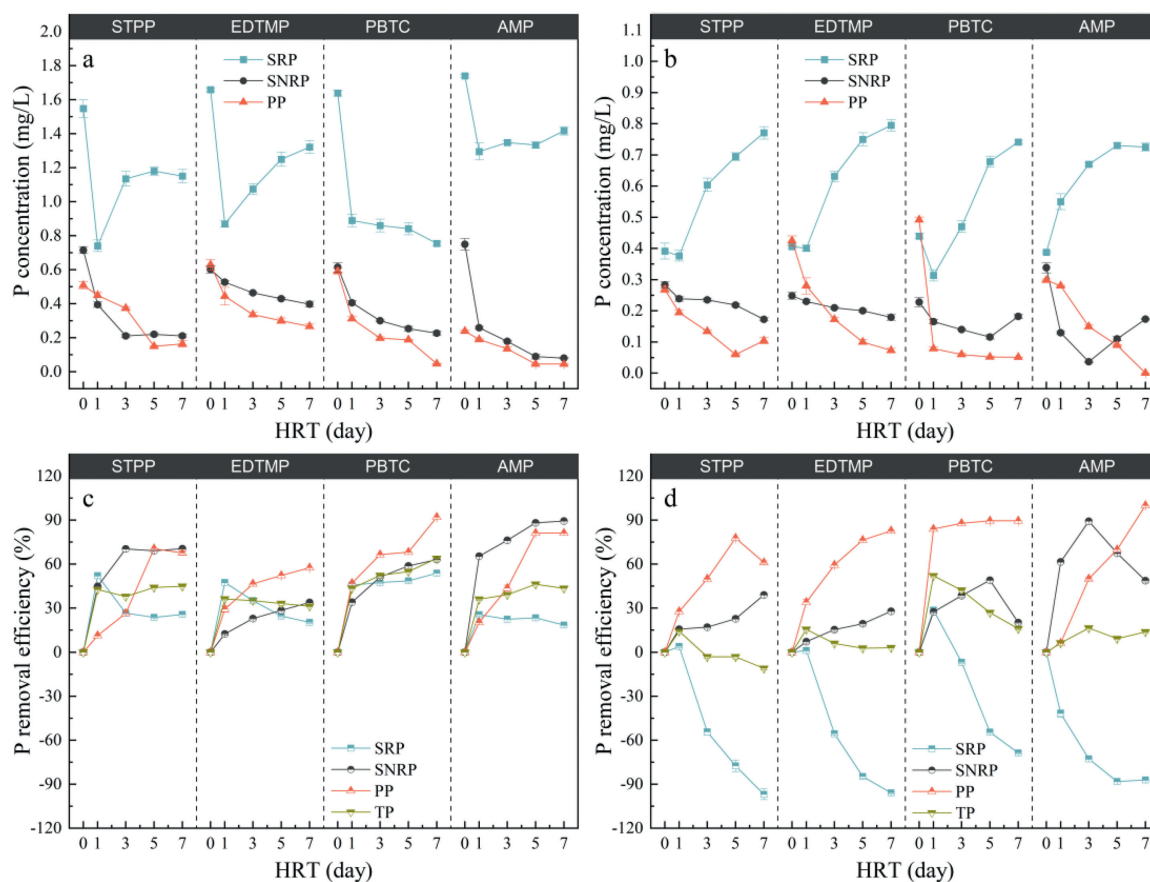 STPP EDTMP PBTC AMP
a
SRP
SNRP
PP
P concentration (mg/L)
2.0
1.8
1.6
1.4
1.2
1.0
0.8
0.6
0.4
0.2
0.0
0 1 3 5 7 0 1 3 5 7 0 1 3 5 7 0 1 3 5 7
HRT (day)
STPP EDTMP PBTC AMP
b
SRP
SNRP
PP
P concentration (mg/L)
1.1
1.0
0.9
0.8
0.7
0.6
0.5
0.4
0.3
0.2
0.1
0.0
0 1 3 5 7 0 1 3 5 7 0 1 3 5 7 0 1 3 5 7
HRT (day)
STPP EDTMP PBTC AMP
c
P removal efficiency (%)
120
90
60
30
0
-30
-60
-90
-120
SRP
SNRP
PP
TP
0 1 3 5 7 0 1 3 5 7 0 1 3 5 7 0 1 3 5 7
HRT (day)
STPP EDTMP PBTC AMP
d
P removal efficiency (%)
120
90
60
30
0
-30
-60
-90
-120
SRP
SNRP
PP
TP
0 1 3 5 7 0 1 3 5 7 0 1 3 5 7 0 1 3 5 7
HRT (day)